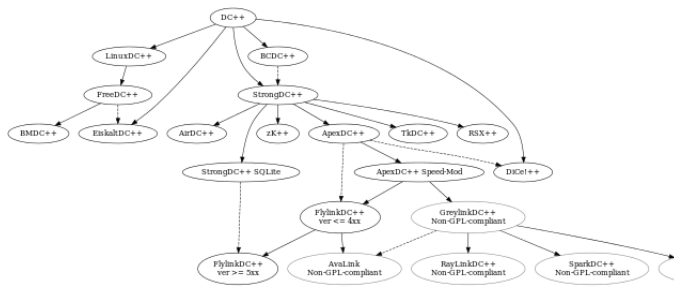 DC++
LinuxDC++
BCDC++
FreeDC++
StrongDC++
BMDC++
EiskaltDC++
AirDC++
zK++
ApexDC++
TkDC++
RSX++
StrongDC++ SQLite
ApexDC++ Speed-Mod
DiCe!++
FlylinkDC++
ver <= 4xx
GreylinkDC++
Non-GPL-compliant
FlylinkDC++
ver >= 5xx
AvaLink
Non-GPL-compliant
RayLinkDC++
Non-GPL-compliant
SparkDC++
Non-GPL-compliant